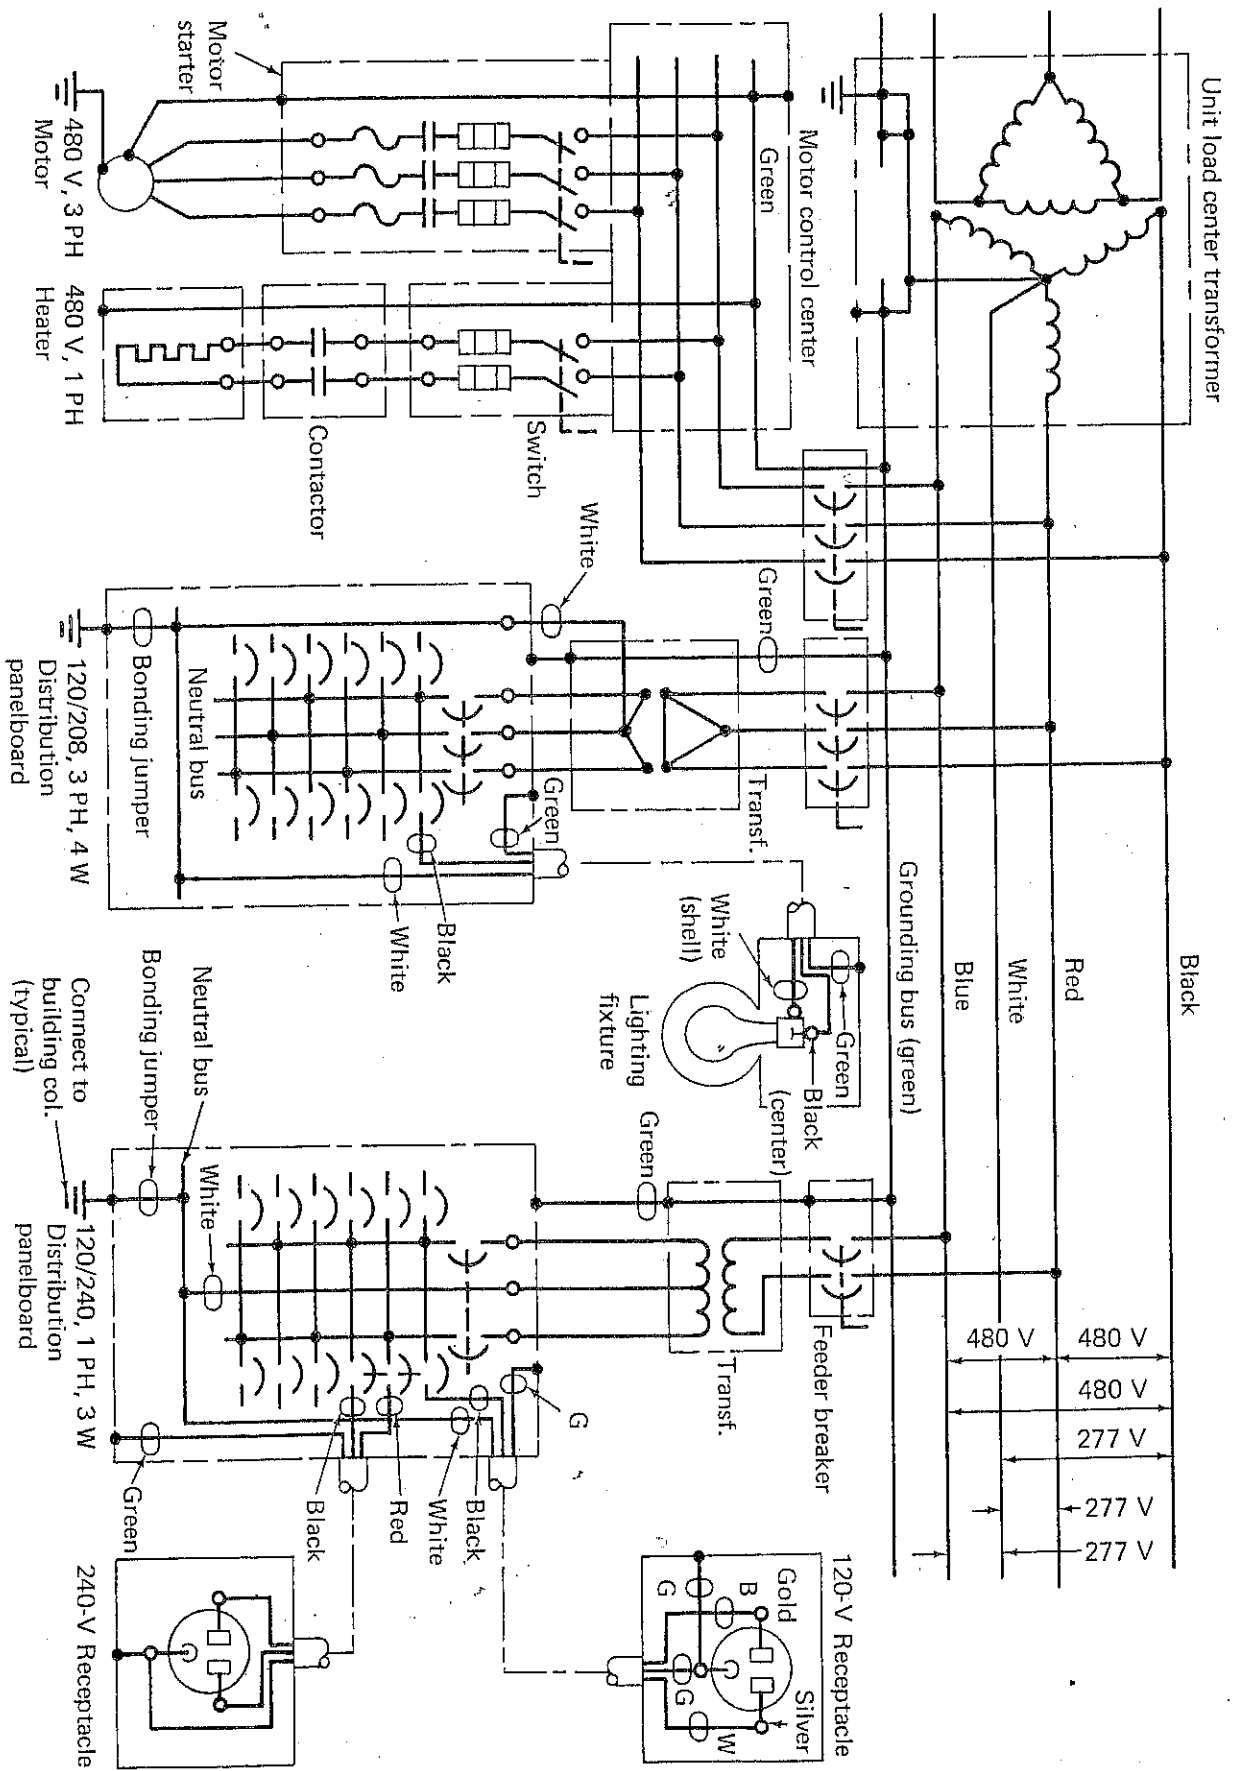 Unit load center transformer
Motor control center
Green
Motor
starter
480 V, 3 PH
Motor
480 V, 1 PH
Heater
Contactor
Switch
White
Green
Transf.
Neutral bus
Bonding jumper
120/208, 3 PH, 4 W
Distribution
panelboard
Green
Black
White
Grounding bus (green)
Blue
White
Red
Black
White
(shell)
Green
Black
(center)
Lighting
fixture
Green
Transf.
Feeder breaker
Neutral bus
Bonding jumper
Connect to
building col.
(typical)
White
120/240, 1 PH, 3 W
Distribution
panelboard
G
Black
White
Red
Black
Green
480 V
480 V
480 V
277 V
277 V
277 V
120-V Receptacle
Gold
Silver
B
G
G
W
240-V Receptacle